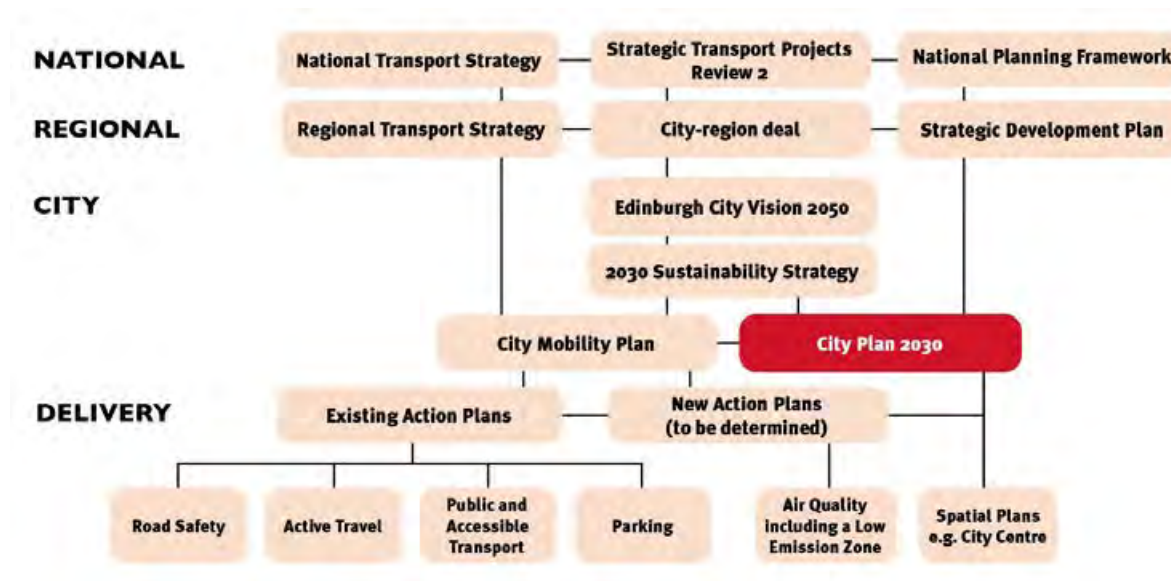 NATIONAL
National Transport Strategy
Strategic Transport Projects
Review 2
National Planning Framework
REGIONAL
Regional Transport Strategy
City-region deal
Strategic Development Plan
CITY
Edinburgh City Vision 2050
2030 Sustainability Strategy
City Mobility Plan
City Plan 2030
DELIVERY
Existing Action Plans
New Action Plans
(to be determined)
Road Safety
Active Travel
Public and
Accessible
Transport
Parking
Air Quality
including a Low
Emission Zone
Spatial Plans
e.g. City Centre